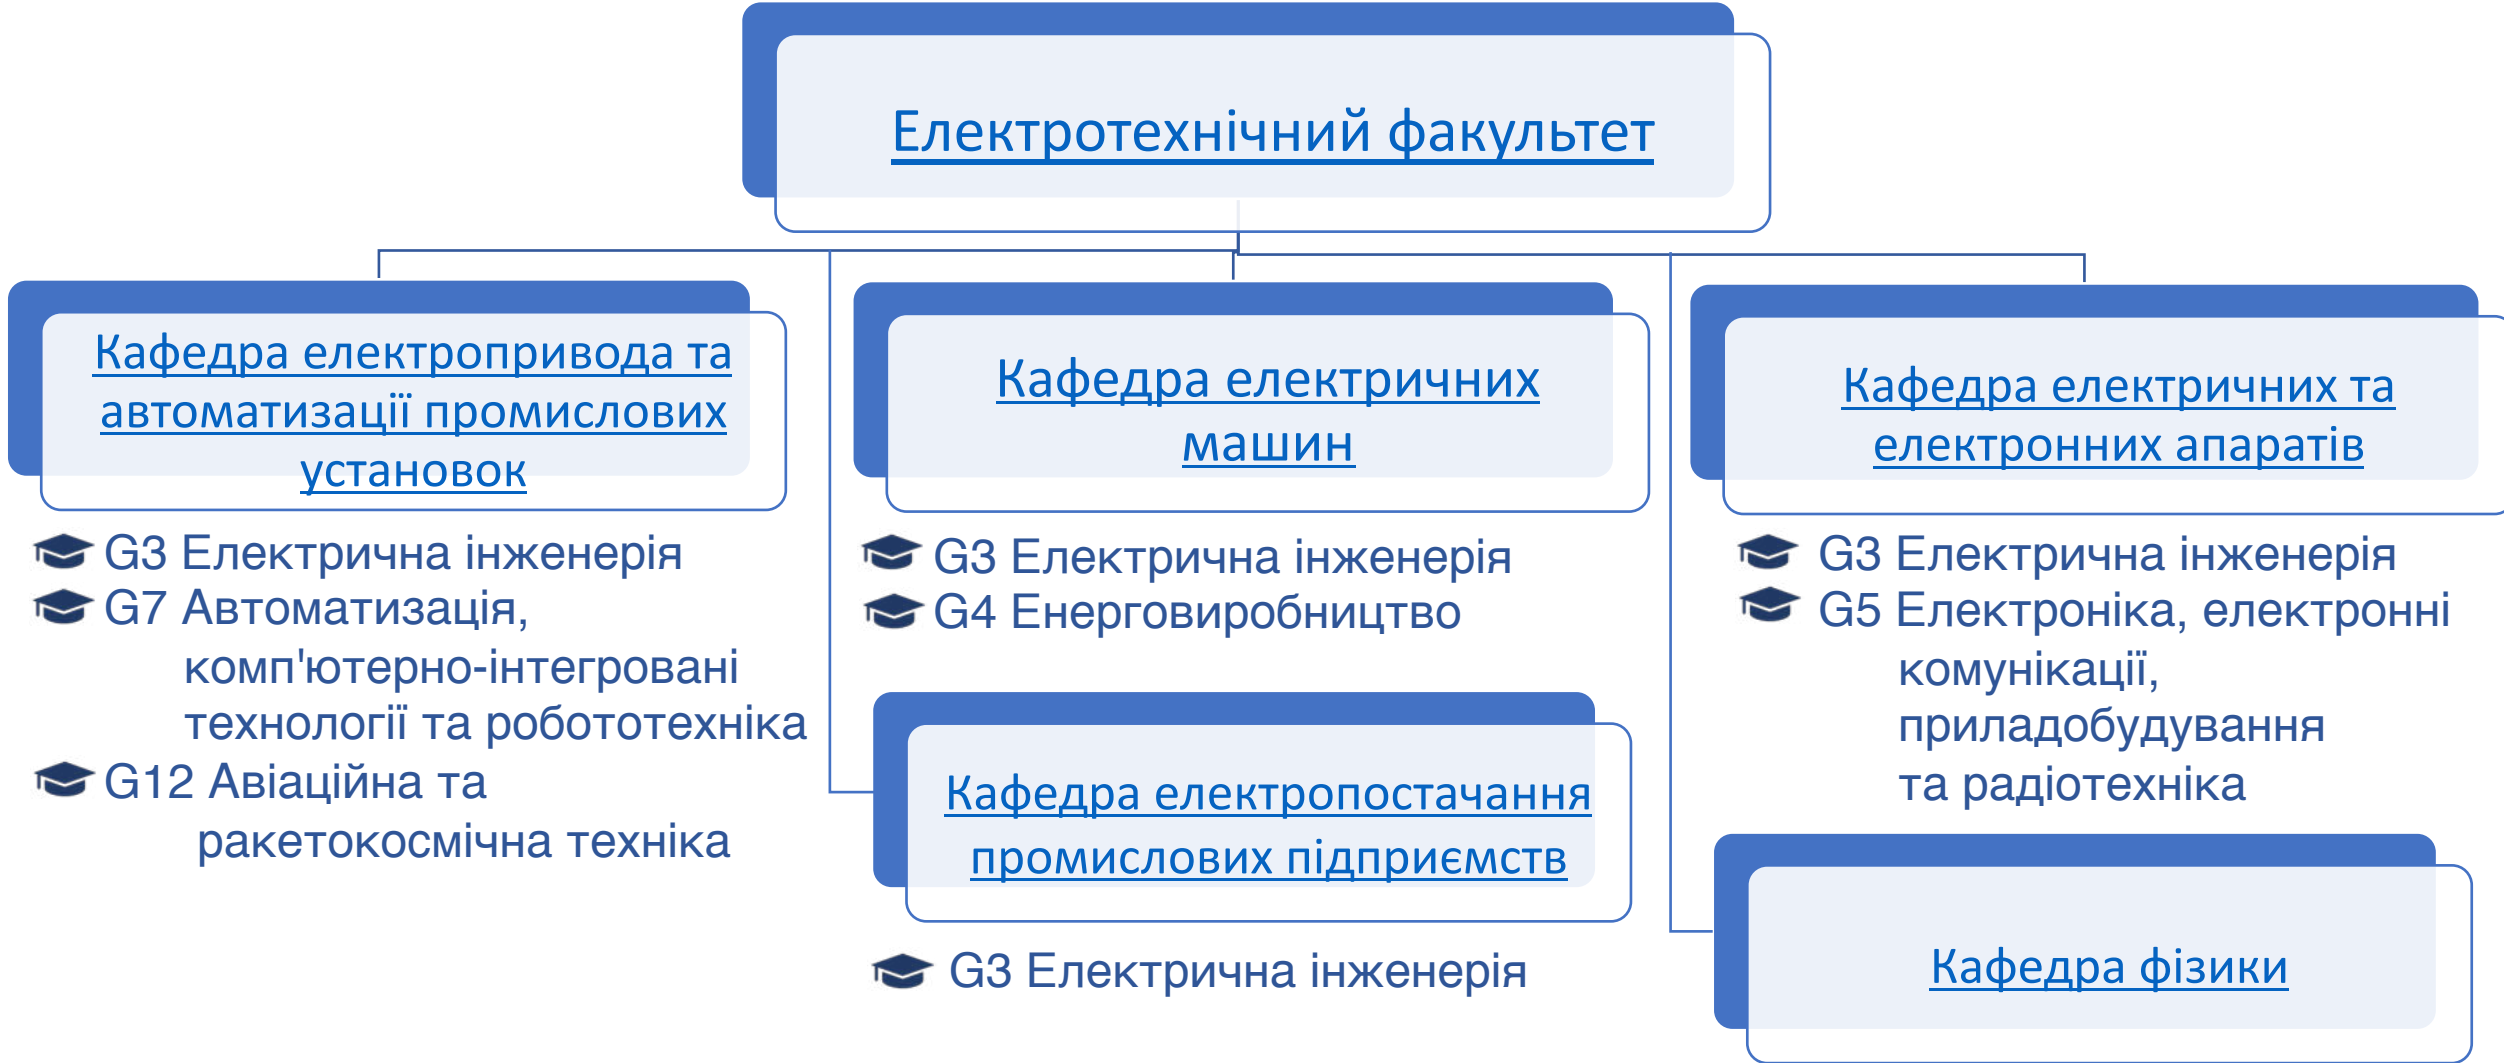 Електротехнічний факультет
Кафедра електропривода та
автоматизації промислових
установок
G3 Електрична інженерія
G7 Автоматизація,
комп'ютерно-інтегровані
технології та робототехніка
G12 Авіаційна та
ракетокосмічна техніка
Кафедра електричних
машин
G3 Електрична інженерія
G4 Енерговиробництво
Кафедра електропостачання
промислових підприємств
G3 Електрична інженерія
Кафедра електричних та
електронних апаратів
G3 Електрична інженерія
G5 Електроніка, електронні
комунікації,
приладобудування
та радіотехніка
Кафедра фізики